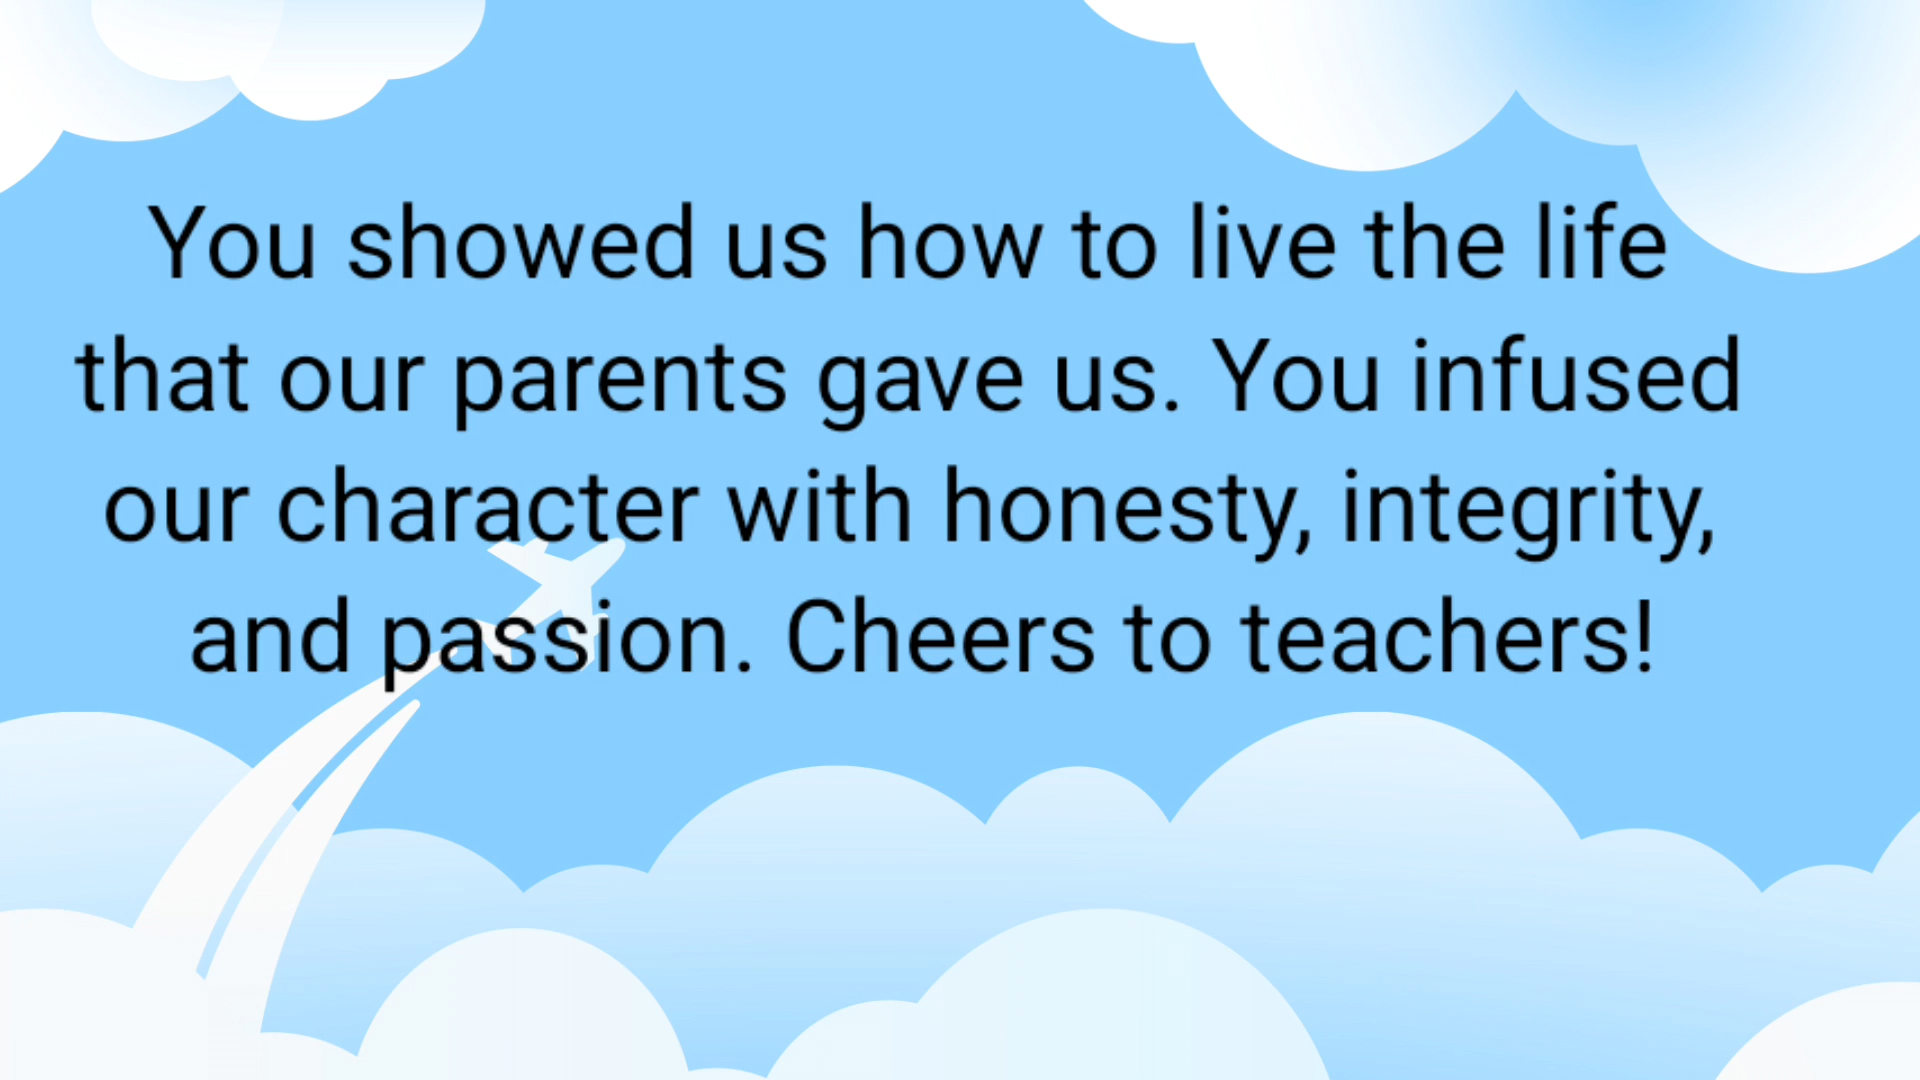 You showed us how to live the life
that our parents gave us. You infused
our character with honesty, integrity,
and passion. Cheers to teachers!